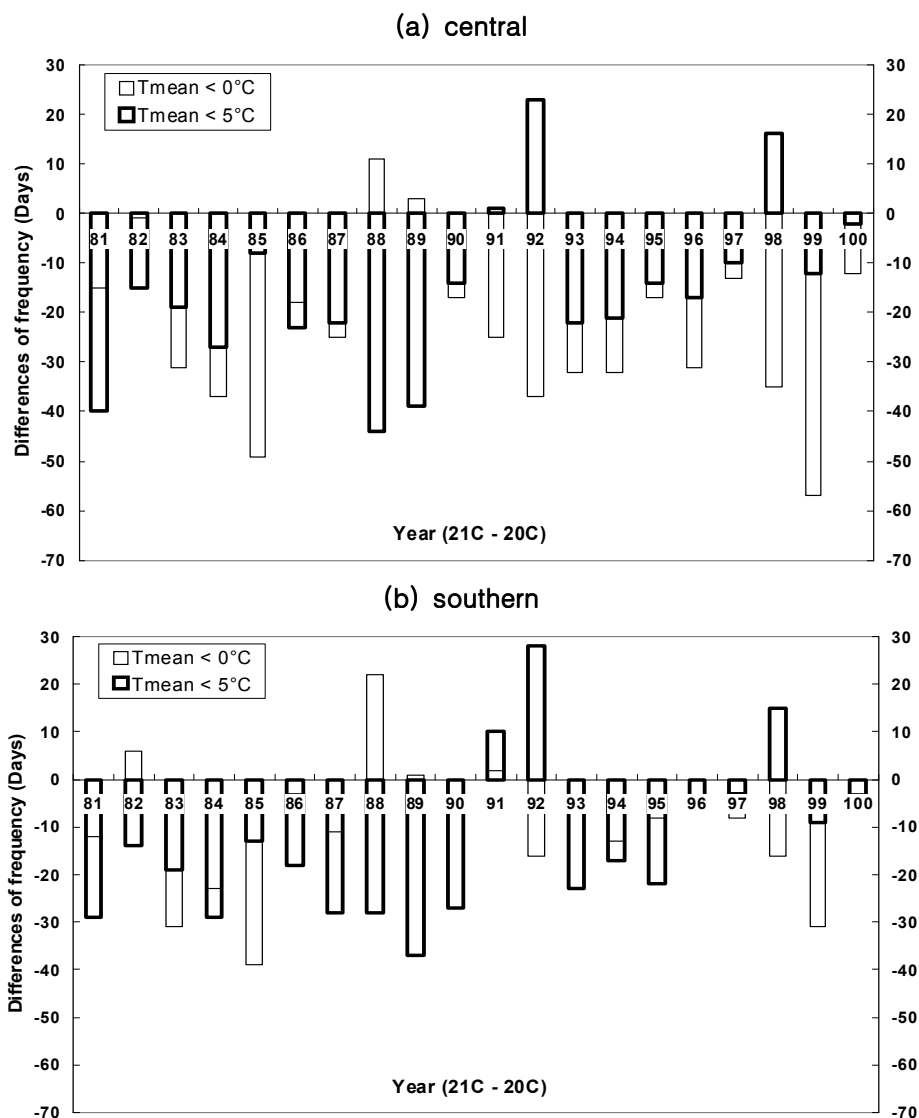 (a) central
30 30
Tmean < 0°C
Tmean < 5°C
20 20
10 10
0 0
81 82 83 84 85 86 87 88 89 90 91 92 93 94 95 96 97 98 99 100
-10 -10
-20 -20
-30 -30
-40 -40
-50 -50
-60 -60
-70 -70
Differences of frequency (Days)
Year (21C - 20C)
(b) southern
30 30
Tmean < 0°C
Tmean < 5°C
20 20
10 10
0 0
81 82 83 84 85 86 87 88 89 90 91 92 93 94 95 96 97 98 99 100
-10 -10
-20 -20
-30 -30
-40 -40
-50 -50
-60 -60
-70 -70
Differences of frequency (Days)
Year (21C - 20C)